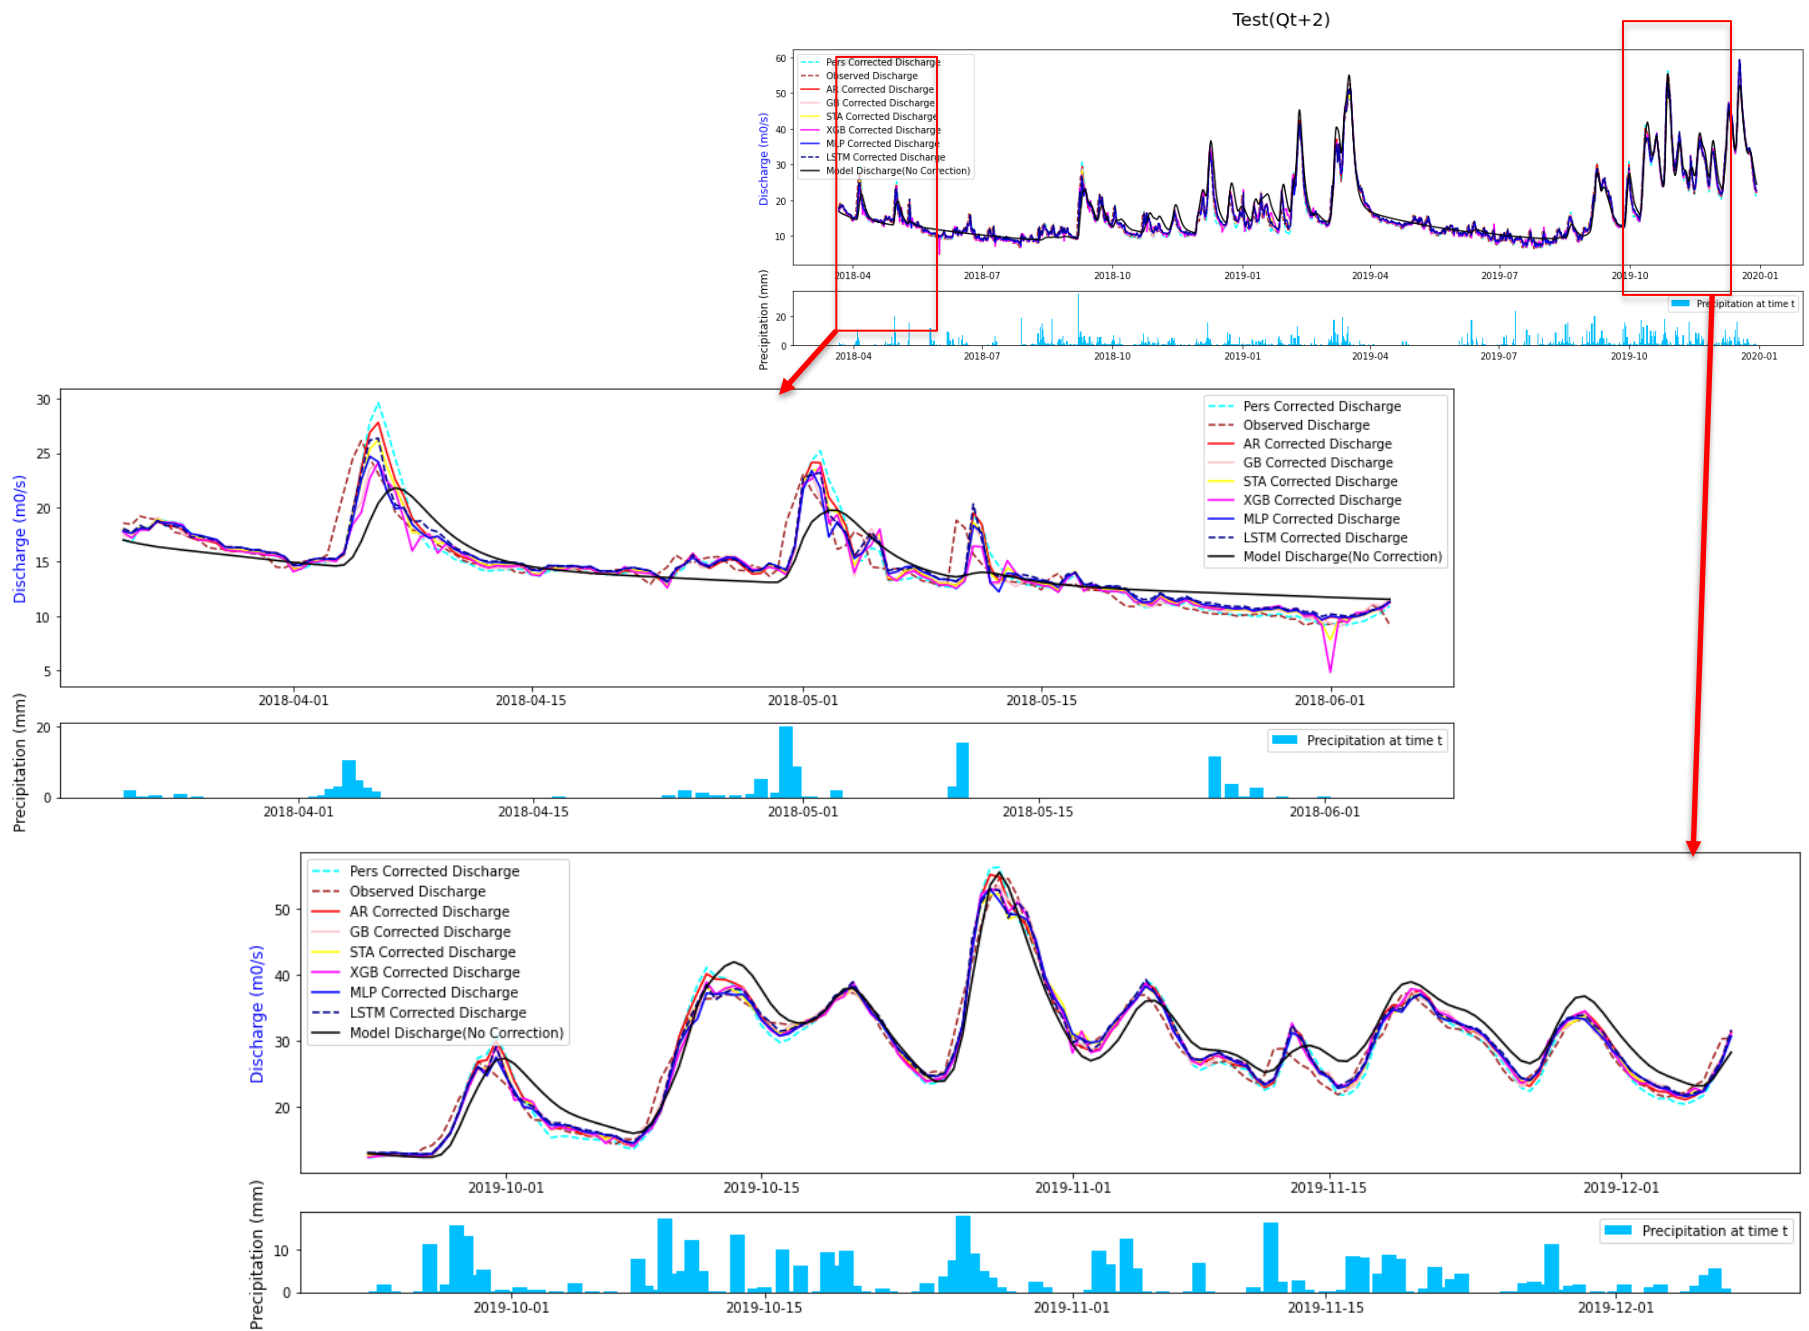 Test(Qt+2)
60
50
40
30
20
10
Discharge (m0/s)
Pers Corrected Discharge
Observed Discharge
AR Corrected Discharge
GB Corrected Discharge
STA Corrected Discharge
XGB Corrected Discharge
MLP Corrected Discharge
LSTM Corrected Discharge
Model Discharge(No Correction)
2018-04 2018-07 2018-10 2019-01 2019-04 2019-07 2019-10 2020-01
Precipitation (mm)
20
0
Precipitation at time t
2018-04 2018-07 2018-10 2019-01 2019-04 2019-07 2019-10 2020-01
30
25
20
15
10
5
Discharge (m0/s)
Pers Corrected Discharge
Observed Discharge
AR Corrected Discharge
GB Corrected Discharge
STA Corrected Discharge
XGB Corrected Discharge
MLP Corrected Discharge
LSTM Corrected Discharge
Model Discharge(No Correction)
2018-04-01 2018-04-15 2018-05-01 2018-05-15 2018-06-01
Precipitation (mm)
20
0
Precipitation at time t
2018-04-01 2018-04-15 2018-05-01 2018-05-15 2018-06-01
50
40
30
20
Discharge (m0/s)
Pers Corrected Discharge
Observed Discharge
AR Corrected Discharge
GB Corrected Discharge
STA Corrected Discharge
XGB Corrected Discharge
MLP Corrected Discharge
LSTM Corrected Discharge
Model Discharge(No Correction)
2019-10-01 2019-10-15 2019-11-01 2019-11-15 2019-12-01
Precipitation (mm)
10
0
Precipitation at time t
2019-10-01 2019-10-15 2019-11-01 2019-11-15 2019-12-01